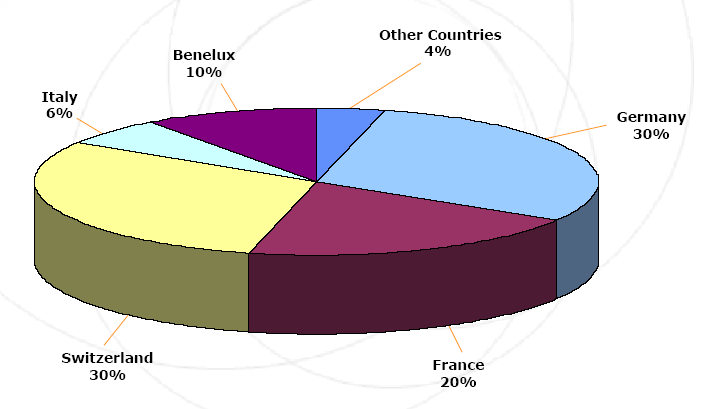 Other Countries
4%
Benelux
10%
Italy
6%
Germany
30%
Switzerland
30%
France
20%